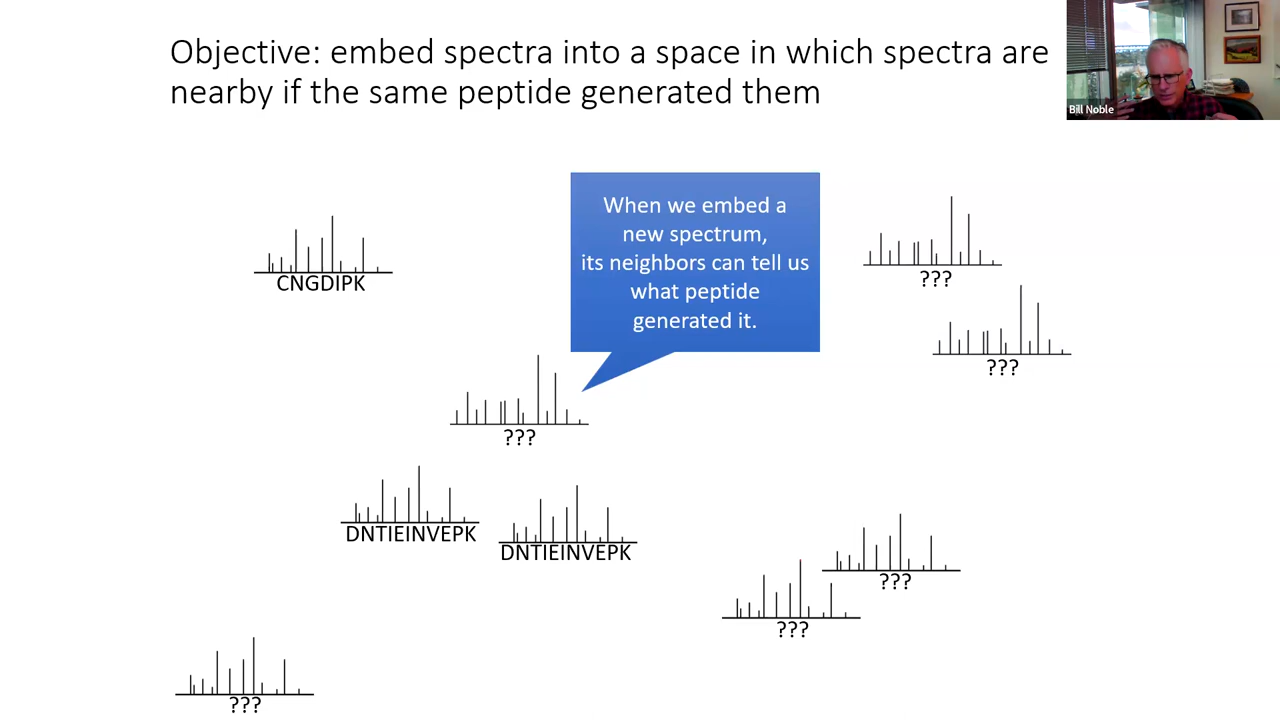 Objective: embed spectra into a space in which spectra are
nearby if the same peptide generated them
Bill Noble
When we embed a
new spectrum,
its neighbors can tell us
what peptide
generated it.
CNGDIPK
???
???
???
DNTIEINVEPK
DNTIEINVEPK
???
???
???